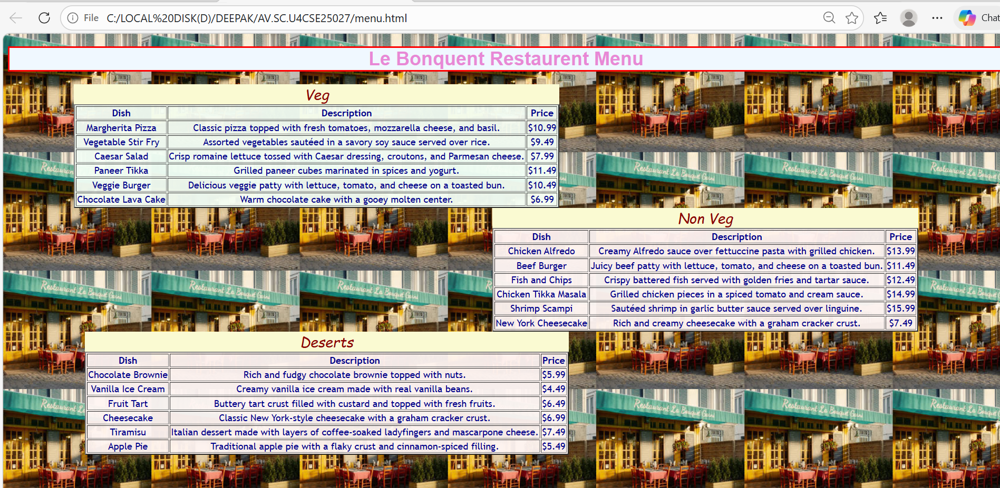 File C:/LOCAL%20DISK(D)/DEEPAK/AV.SC.U4CSE25027/menu.html
Chat
Le Bonquent Restaurent Menu
Veg
Dish Description Price
Margherita Pizza Classic pizza topped with fresh tomatoes, mozzarella cheese, and basil. $10.99
Vegetable Stir Fry Assorted vegetables sautéed in a savory soy sauce served over rice. $9.49
Caesar Salad Crisp romaine lettuce tossed with Caesar dressing, croutons, and Parmesan cheese. $7.99
Paneer Tikka Grilled paneer cubes marinated in spices and yogurt. $11.49
Veggie Burger Delicious veggie patty with lettuce, tomato, and cheese on a toasted bun. $10.49
Chocolate Lava Cake Warm chocolate cake with a gooey molten center. $6.99
Non Veg
Dish Description Price
Chicken Alfredo Creamy Alfredo sauce over fettuccine pasta with grilled chicken. $13.99
Beef Burger Juicy beef patty with lettuce, tomato, and cheese on a toasted bun. $11.49
Fish and Chips Crispy battered fish served with golden fries and tartar sauce. $12.49
Chicken Tikka Masala Grilled chicken pieces in a spiced tomato and cream sauce. $14.99
Shrimp Scampi Sautéed shrimp in garlic butter sauce served over linguine. $15.99
New York Cheesecake Rich and creamy cheesecake with a graham cracker crust. $7.49
Deserts
Dish Description Price
Chocolate Brownie Rich and fudgy chocolate brownie topped with nuts. $5.99
Vanilla Ice Cream Creamy vanilla ice cream made with real vanilla beans. $4.49
Fruit Tart Buttery tart crust filled with custard and topped with fresh fruits. $6.49
Cheesecake Classic New York-style cheesecake with a graham cracker crust. $6.99
Tiramisu Italian dessert made with layers of coffee-soaked ladyfingers and mascarpone cheese. $7.49
Apple Pie Traditional apple pie with a flaky crust and cinnamon-spiced filling. $5.49
Restaurant Le Bouquet Garni